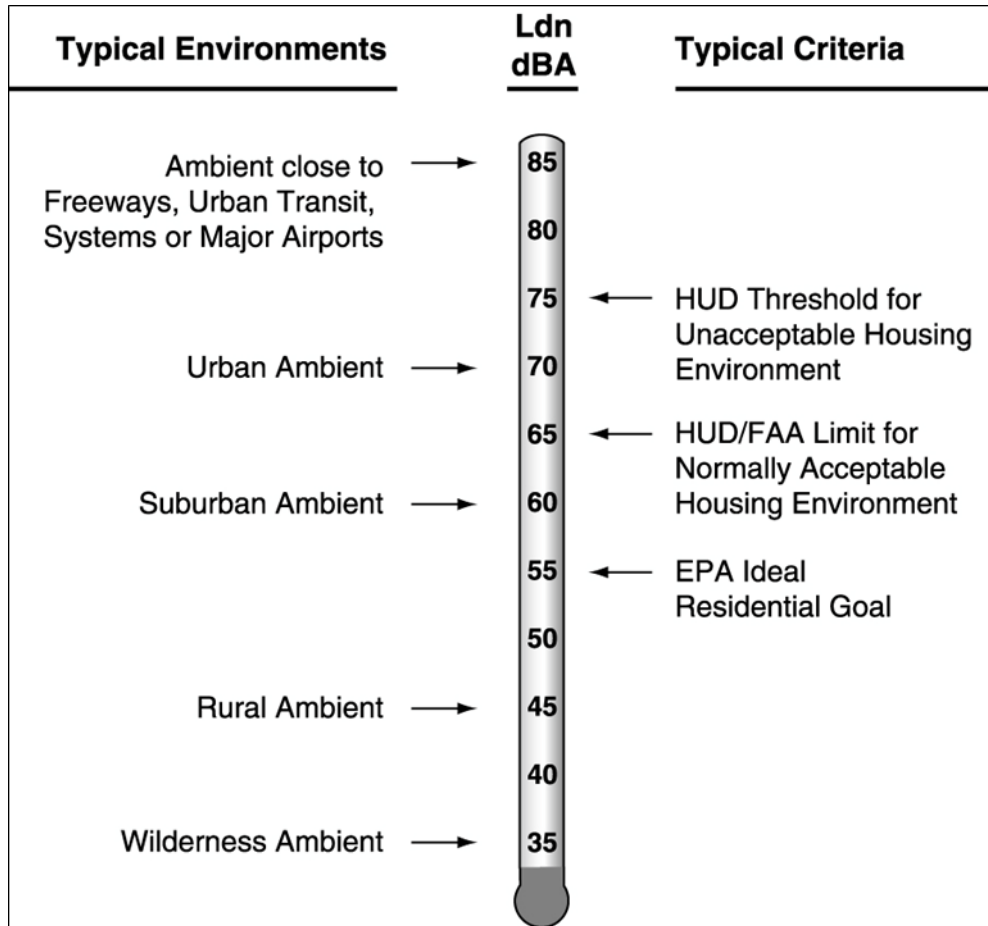 Typical Environments
Ldn
dBA
Typical Criteria
Ambient close to
Freeways, Urban Transit,
Systems or Major Airports
85
80
75
HUD Threshold for
Unacceptable Housing
Environment
Urban Ambient
70
65
HUD/FAA Limit for
Normally Acceptable
Housing Environment
Suburban Ambient
60
55
EPA Ideal
Residential Goal
50
Rural Ambient
45
40
Wilderness Ambient
35